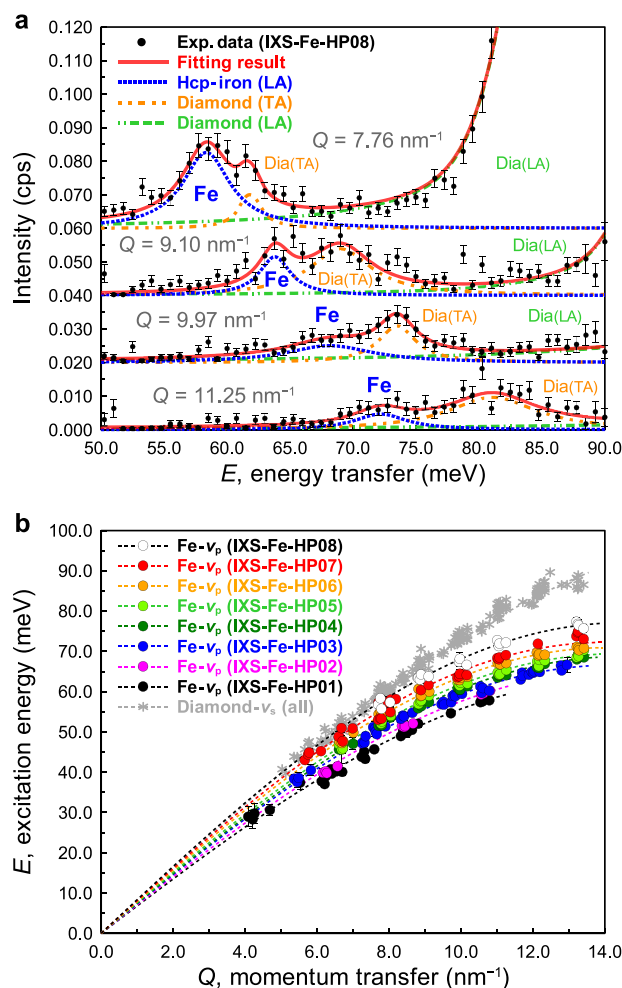 a
0.120
0.110
0.100
0.090
0.080
0.070
0.060
0.050
0.040
0.030
0.020
0.010
0.000
Intensity (cps)
Exp. data (IXS-Fe-HP08)
Fitting result
Hcp-iron (LA)
Diamond (TA)
Diamond (LA)
Q = 7.76 nm⁻¹
Dia(TA)
Dia(LA)
Fe
Q = 9.10 nm⁻¹
Dia(LA)
Fe
Dia(TA)
Q = 9.97 nm⁻¹
Fe
Dia(TA)
Dia(LA)
Q = 11.25 nm⁻¹
Fe
Dia(TA)
50.0 55.0 60.0 65.0 70.0 75.0 80.0 85.0 90.0
E, energy transfer (meV)
b
100.0
90.0
80.0
70.0
60.0
50.0
40.0
30.0
20.0
10.0
0.0
E, excitation energy (meV)
Fe-vₚ (IXS-Fe-HP08)
Fe-vₚ (IXS-Fe-HP07)
Fe-vₚ (IXS-Fe-HP06)
Fe-vₚ (IXS-Fe-HP05)
Fe-vₚ (IXS-Fe-HP04)
Fe-vₚ (IXS-Fe-HP03)
Fe-vₚ (IXS-Fe-HP02)
Fe-vₚ (IXS-Fe-HP01)
Diamond-vₛ (all)
0.0 2.0 4.0 6.0 8.0 10.0 12.0 14.0
Q, momentum transfer (nm⁻¹)